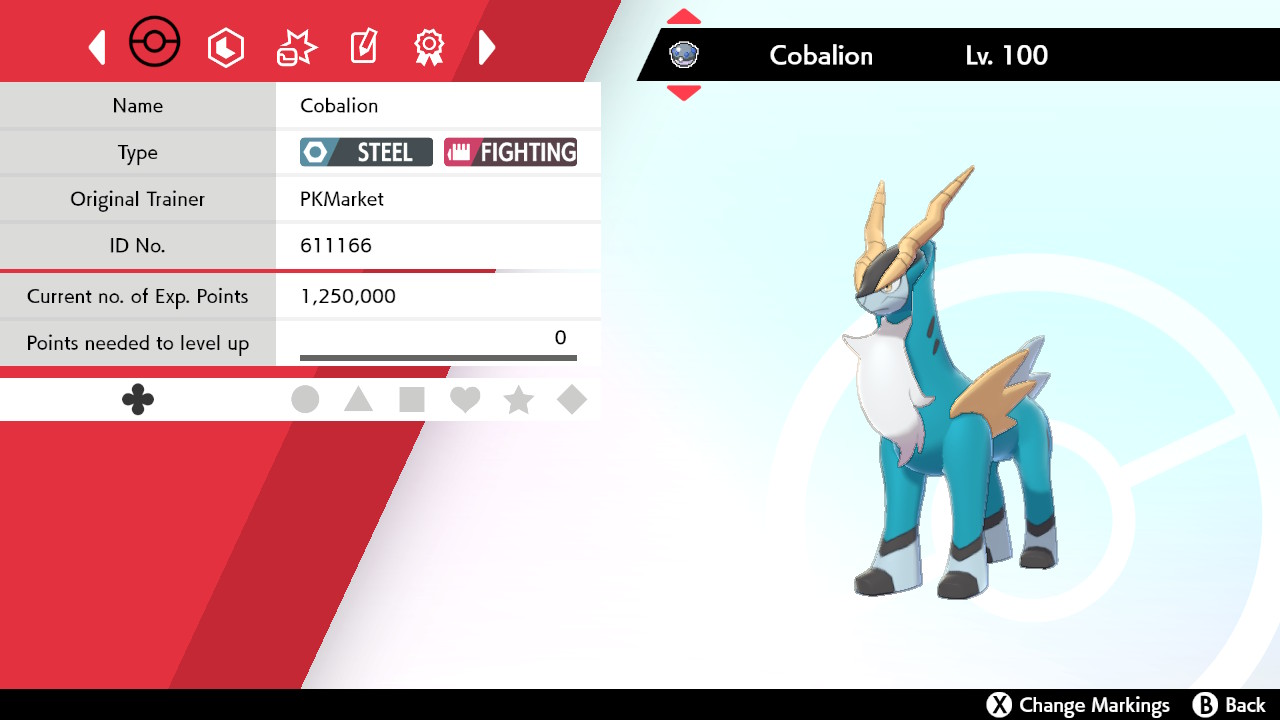 Cobalion Lv. 100
Name Cobalion
Type STEEL FIGHTING
Original Trainer PKMarket
ID No. 611166
Current no. of Exp. Points 1,250,000
Points needed to level up 0
X Change Markings B Back